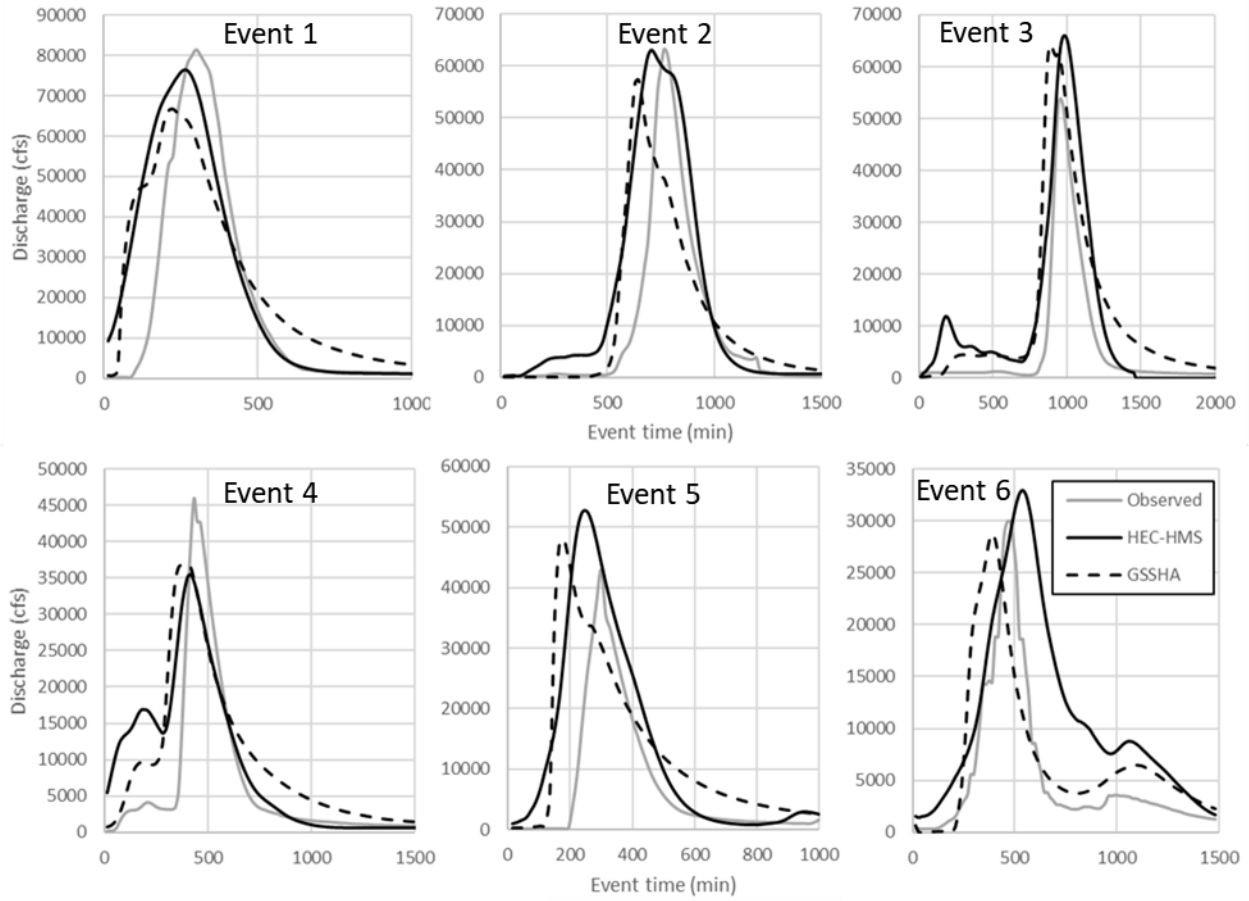 Event 1
Event 2
Event 3
90000
80000
70000
60000
50000
40000
30000
20000
10000
0
Discharge (cfs)
0 500 1000
70000
60000
50000
40000
30000
20000
10000
0
0 500 1000 1500
Event time (min)
70000
60000
50000
40000
30000
20000
10000
0
0 500 1000 1500 2000
Event 4
Event 5
Event 6
50000
45000
40000
35000
30000
25000
20000
15000
10000
5000
0
Discharge (cfs)
0 500 1000 1500
60000
50000
40000
30000
20000
10000
0
0 200 400 600 800 1000
Event time (min)
35000
30000
25000
20000
15000
10000
5000
0
0 500 1000 1500
Observed
HEC-HMS
GSSHA